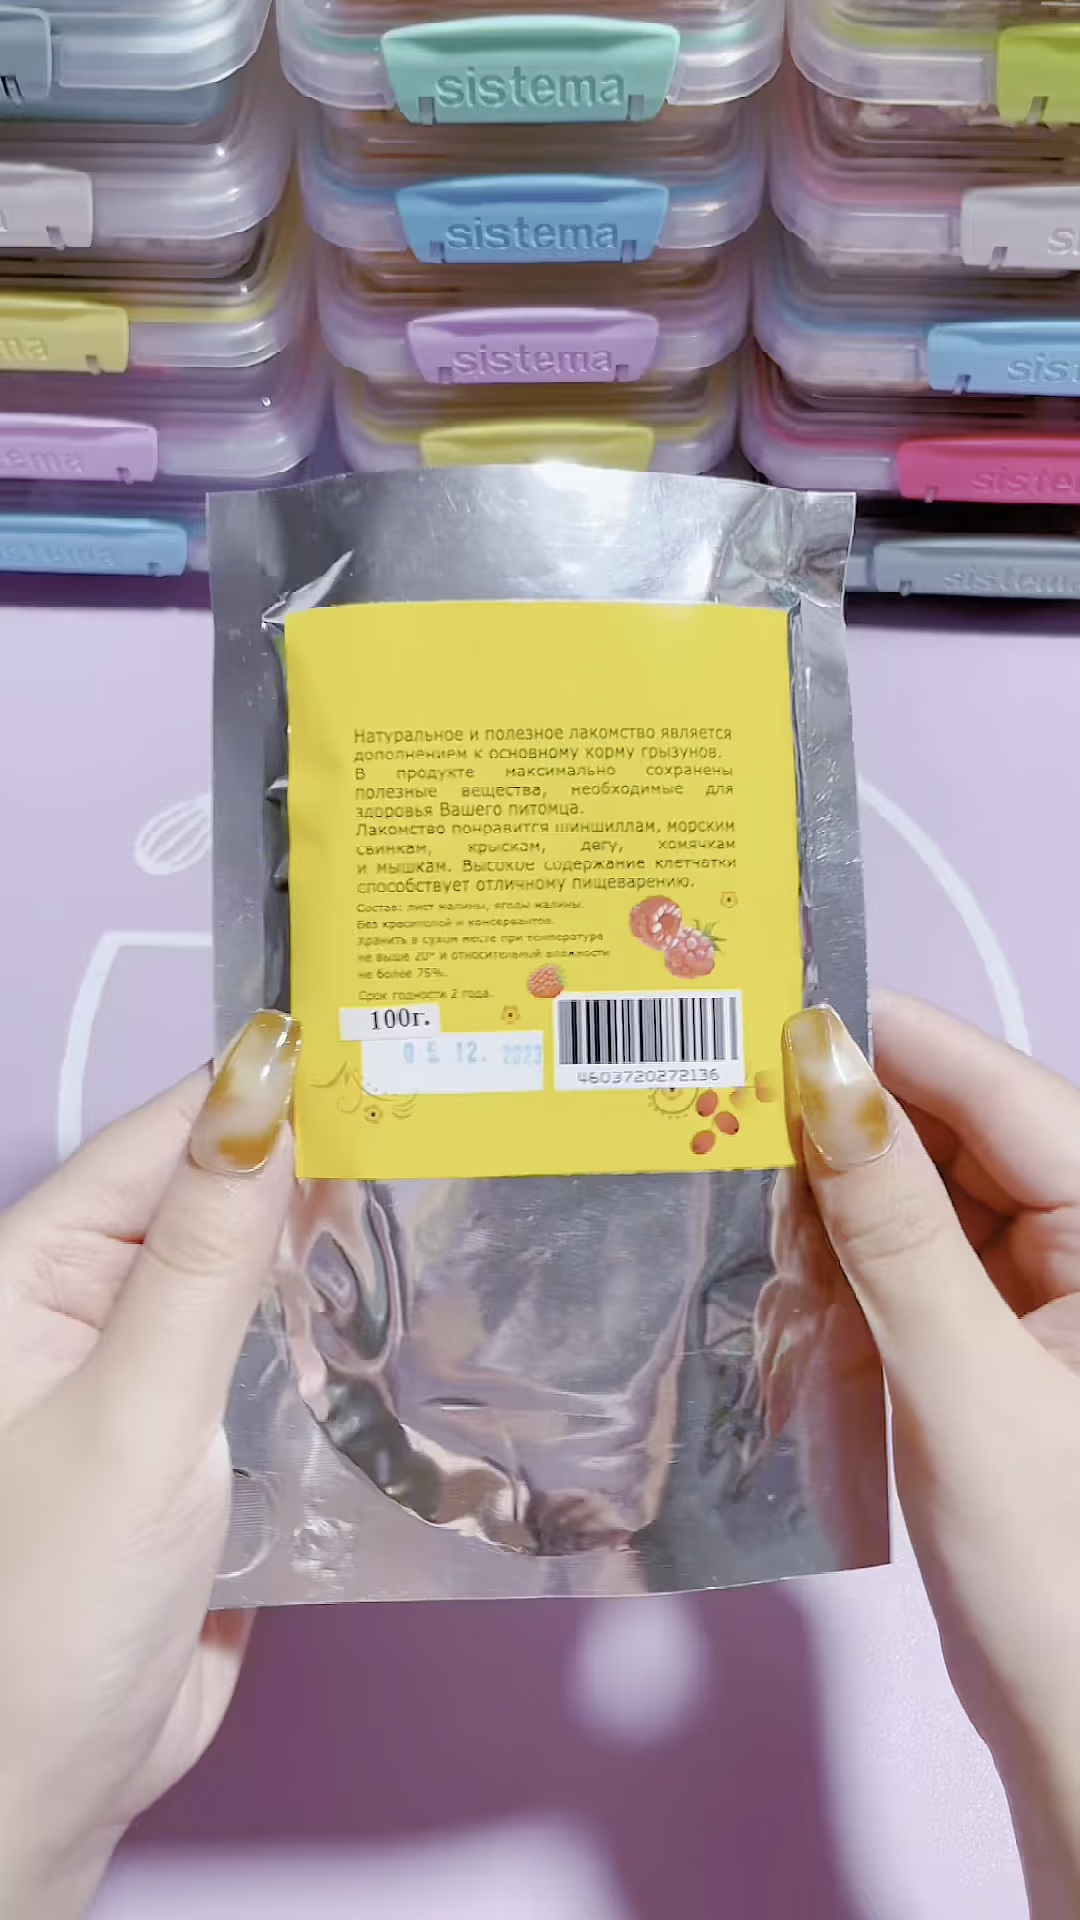 sistema
sistema
sistema
Натуральное и полезное лакомство является
дополнением к основному корму грызунов.
В продукте максимально сохранены
полезные вещества, необходимые для
здоровья Вашего питомца.
Лакомство понравится шиншиллам, морским
свинкам, крыскам, дегу, хомячкам
и мышкам. Высокое содержание клетчатки
способствует отличному пищеварению.
Состав: лист малины, ягоды малины.
Без красителей и консервантов.
Хранить в сухом месте при температуре
не выше 20° и относительной влажности
не более 75%.
Срок годности 2 года.
100г.
05.12.2023
4603720272136